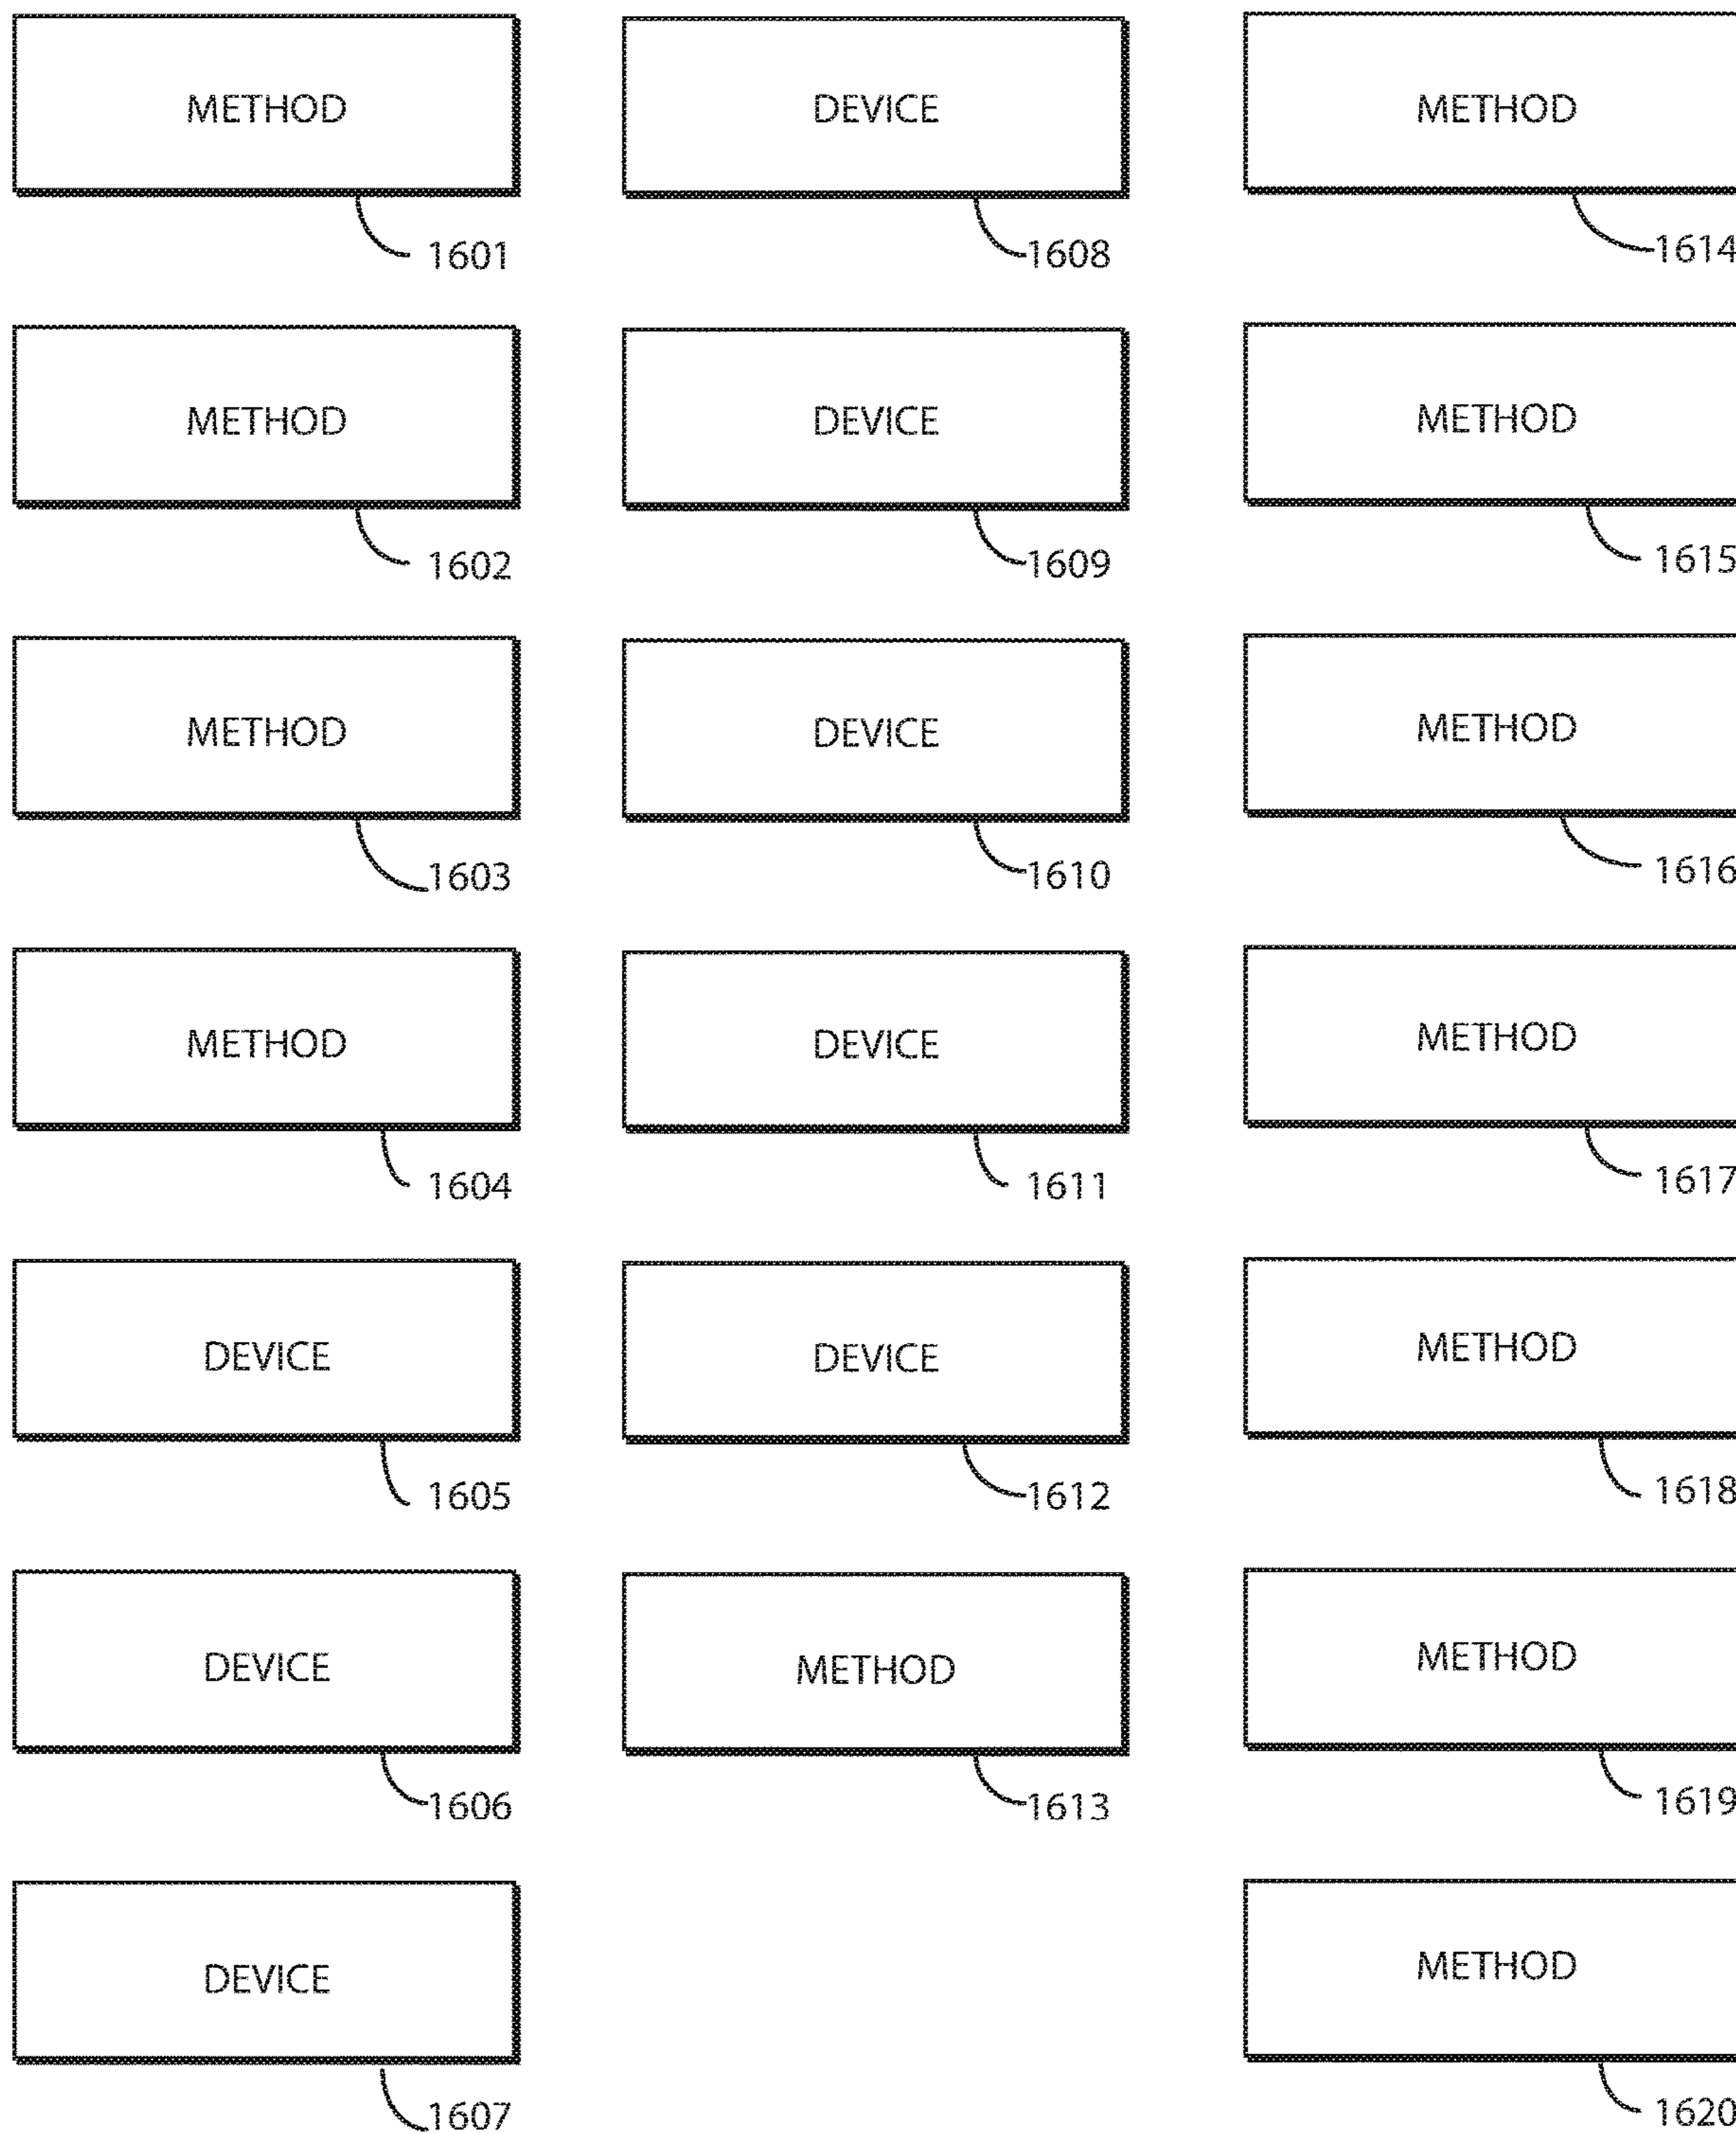 METHOD
1601
METHOD
1602
METHOD
1603
METHOD
1604
DEVICE
1605
DEVICE
1606
DEVICE
1607
DEVICE
1608
DEVICE
1609
DEVICE
1610
DEVICE
1611
DEVICE
1612
METHOD
1613
METHOD
1614
METHOD
1615
METHOD
1616
METHOD
1617
METHOD
1618
METHOD
1619
METHOD
1620